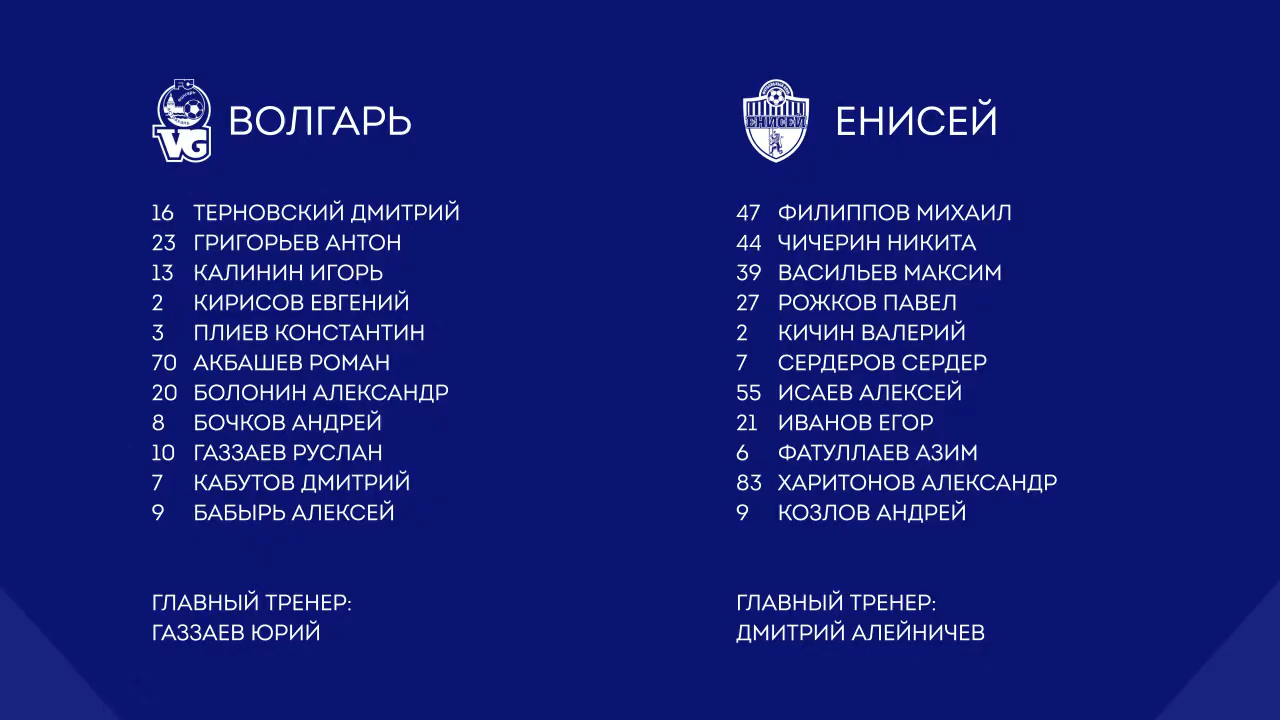 ВОЛГАРЬ
16 ТЕРНОВСКИЙ ДМИТРИЙ
23 ГРИГОРЬЕВ АНТОН
13 КАЛИНИН ИГОРЬ
2 КИРИСОВ ЕВГЕНИЙ
3 ПЛИЕВ КОНСТАНТИН
70 АКБАШЕВ РОМАН
20 БОЛОНИН АЛЕКСАНДР
8 БОЧКОВ АНДРЕЙ
10 ГАЗЗАЕВ РУСЛАН
7 КАБУТОВ ДМИТРИЙ
9 БАБЫРЬ АЛЕКСЕЙ
ГЛАВНЫЙ ТРЕНЕР:
ГАЗЗАЕВ ЮРИЙ
FC
VG
ЕНИСЕЙ
ЕНИСЕЙ
47 ФИЛИППОВ МИХАИЛ
44 ЧИЧЕРИН НИКИТА
39 ВАСИЛЬЕВ МАКСИМ
27 РОЖКОВ ПАВЕЛ
2 КИЧИН ВАЛЕРИЙ
7 СЕРДЕРОВ СЕРДЕР
55 ИСАЕВ АЛЕКСЕЙ
21 ИВАНОВ ЕГОР
6 ФАТУЛЛАЕВ АЗИМ
83 ХАРИТОНОВ АЛЕКСАНДР
9 КОЗЛОВ АНДРЕЙ
ГЛАВНЫЙ ТРЕНЕР:
ДМИТРИЙ АЛЕЙНИЧЕВ